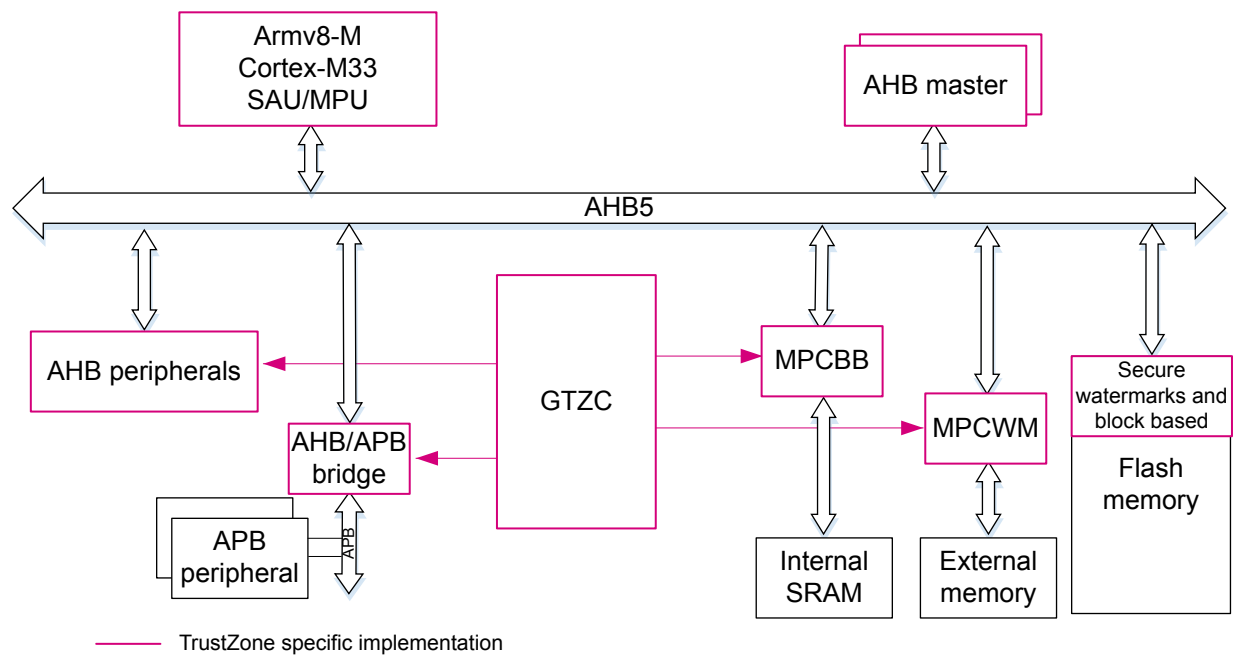 Armv8-M
Cortex-M33
SAU/MPU
AHB master
AHB5
AHB peripherals
GTZC
MPCBB
MPCWM
Secure
watermarks and
block based
AHB/APB
bridge
Flash
memory
APB
APB
peripheral
Internal
SRAM
External
memory
TrustZone specific implementation